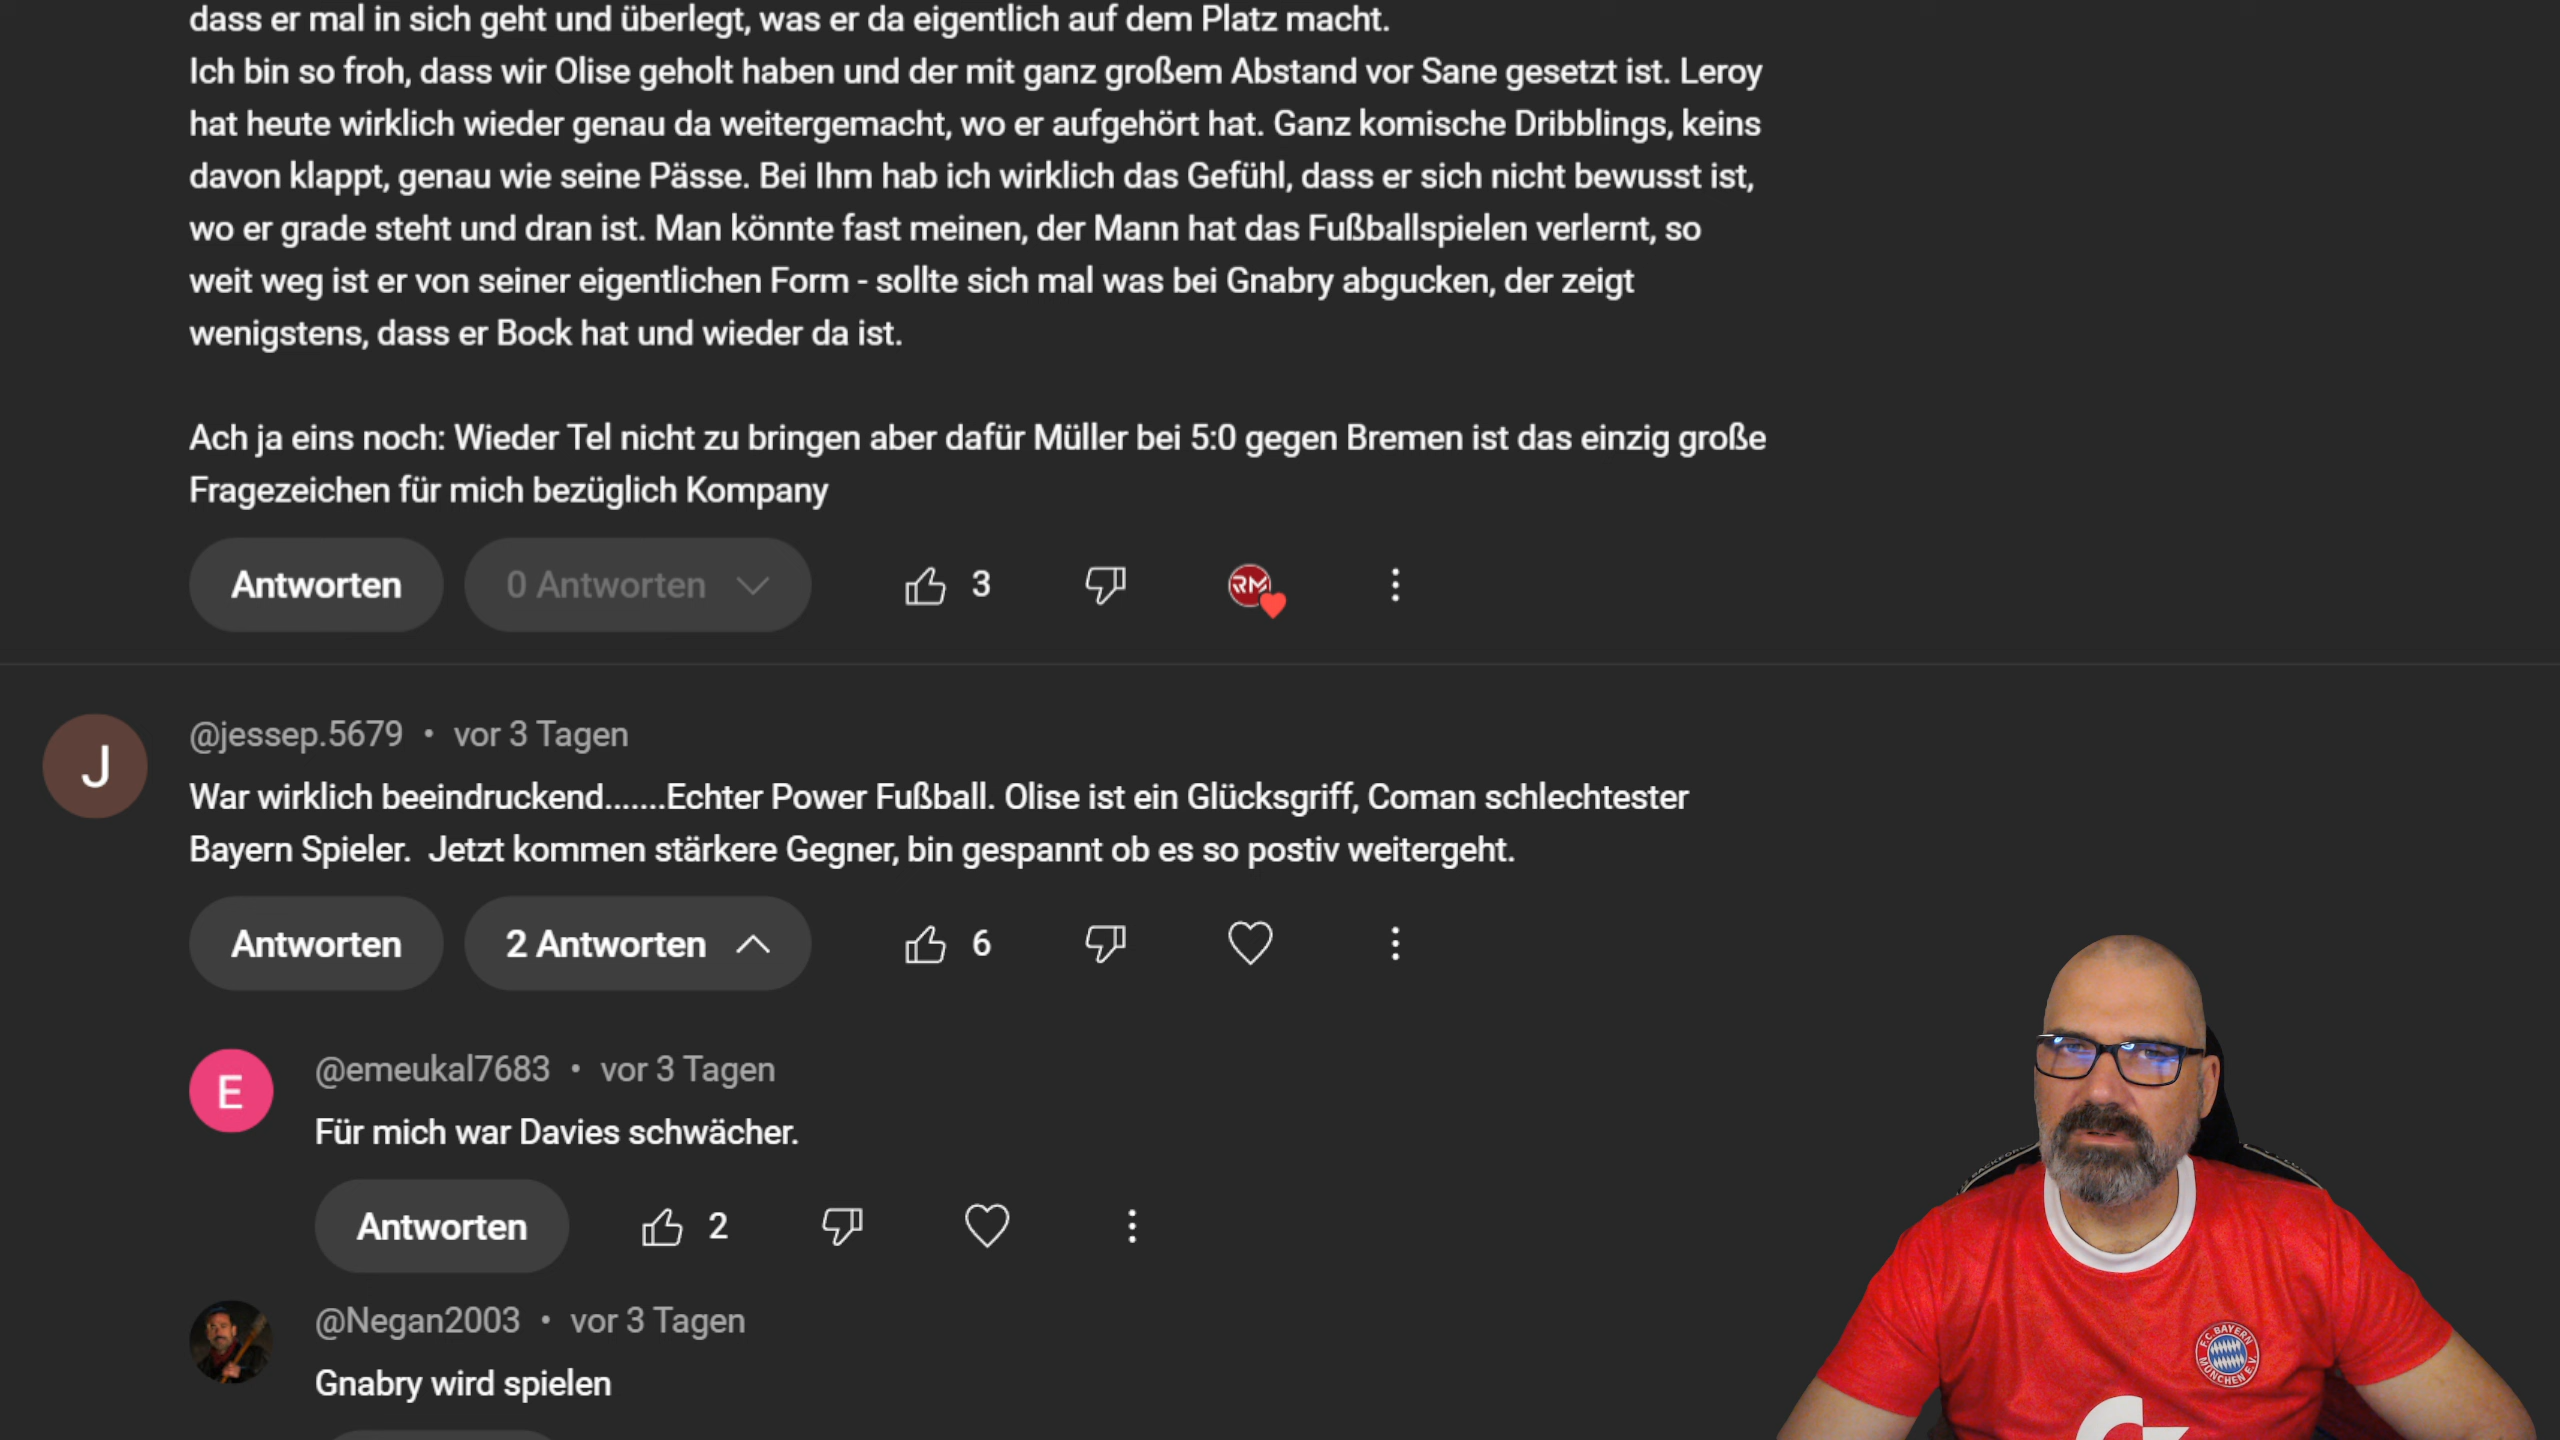 dass er mal in sich geht und überlegt, was er da eigentlich auf dem Platz macht.
Ich bin so froh, dass wir Olise geholt haben und der mit ganz großem Abstand vor Sane gesetzt ist. Leroy
hat heute wirklich wieder genau da weitergemacht, wo er aufgehört hat. Ganz komische Dribblings, keins
davon klappt, genau wie seine Pässe. Bei Ihm hab ich wirklich das Gefühl, dass er sich nicht bewusst ist,
wo er grade steht und dran ist. Man könnte fast meinen, der Mann hat das Fußballspielen verlernt, so
weit weg ist er von seiner eigentlichen Form - sollte sich mal was bei Gnabry abgucken, der zeigt
wenigstens, dass er Bock hat und wieder da ist.
Ach ja eins noch: Wieder Tel nicht zu bringen aber dafür Müller bei 5:0 gegen Bremen ist das einzig große
Fragezeichen für mich bezüglich Kompany
Antworten 0 Antworten 3 RM
J
@jessep.5679 • vor 3 Tagen
War wirklich beeindruckend.......Echter Power Fußball. Olise ist ein Glücksgriff, Coman schlechtester
Bayern Spieler.  Jetzt kommen stärkere Gegner, bin gespannt ob es so postiv weitergeht.
Antworten 2 Antworten 6
E
@emeukal7683 • vor 3 Tagen
Für mich war Davies schwächer.
Antworten 2
@Negan2003 • vor 3 Tagen
Gnabry wird spielen
F.C. BAYERN
MÜNCHEN E.V.